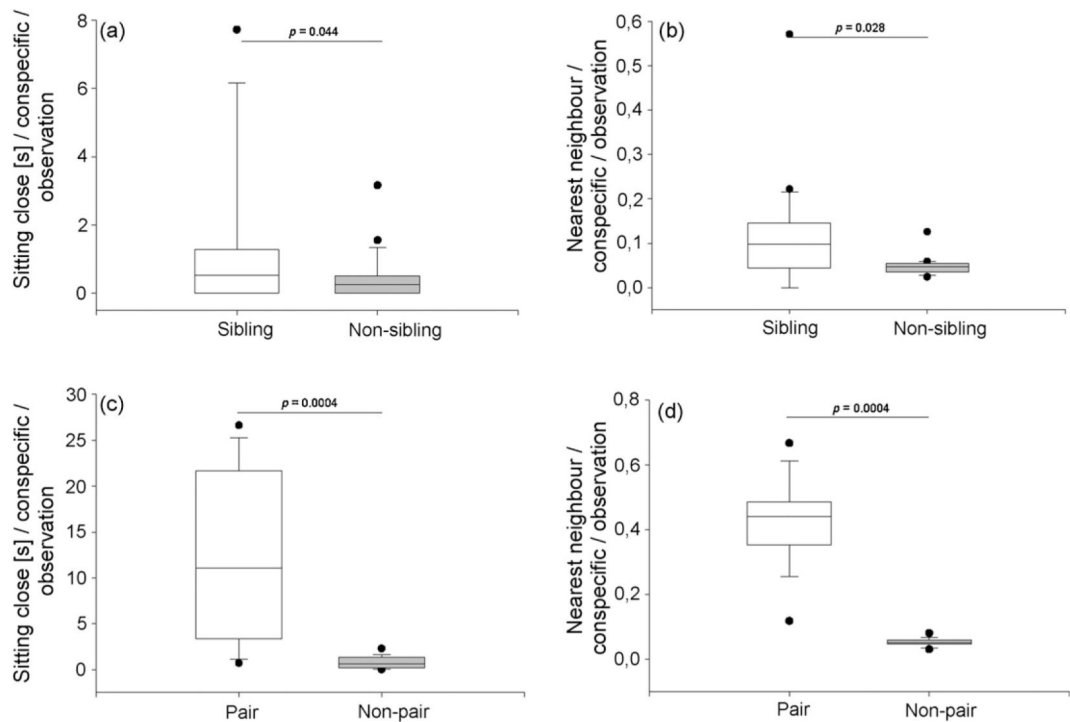 (a)
p = 0.044
Sitting close [s] / conspecific /
observation
8
6
4
2
0
Sibling
Non-sibling
(b)
p = 0.028
Nearest neighbour /
conspecific / observation
0,6
0,5
0,4
0,3
0,2
0,1
0,0
Sibling
Non-sibling
(c)
p = 0.0004
Sitting close [s] / conspecific /
observation
30
25
20
15
10
5
0
Pair
Non-pair
(d)
p = 0.0004
Nearest neighbour /
conspecific / observation
0,8
0,6
0,4
0,2
0,0
Pair
Non-pair